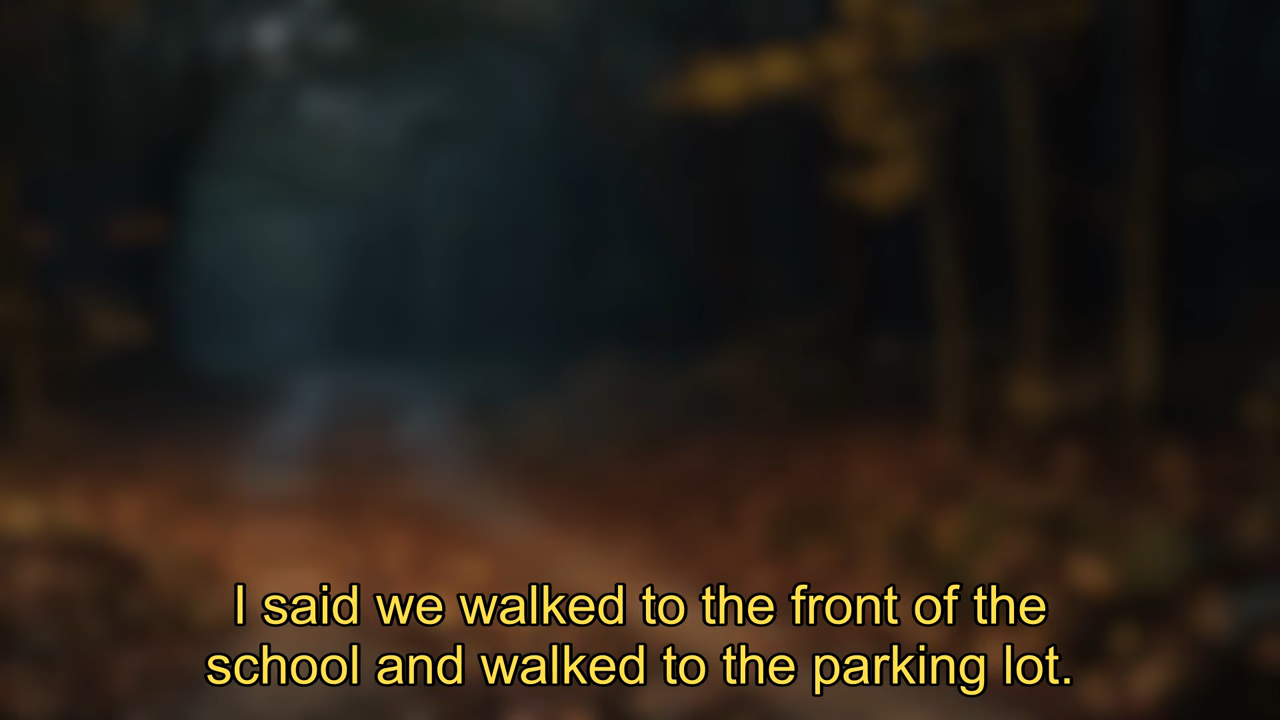 I said we walked to the front of the
school and walked to the parking lot.